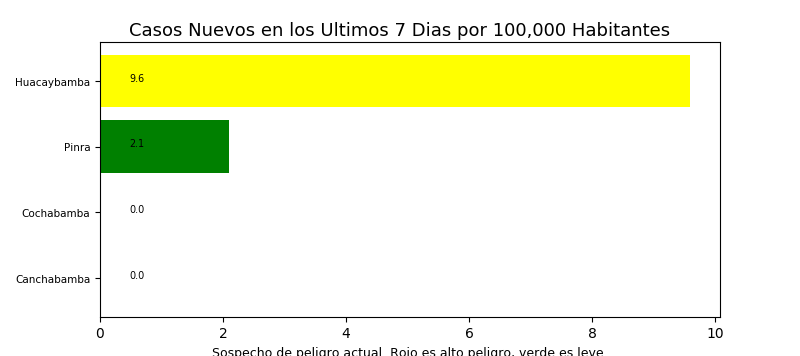 Casos Nuevos en los Ultimos 7 Dias por 100,000 Habitantes
Huacaybamba 9.6
Pinra 2.1
Cochabamba 0.0
Canchabamba 0.0
0 2 4 6 8 10
Sospecho de peligro actual. Rojo es alto peligro, verde es leve